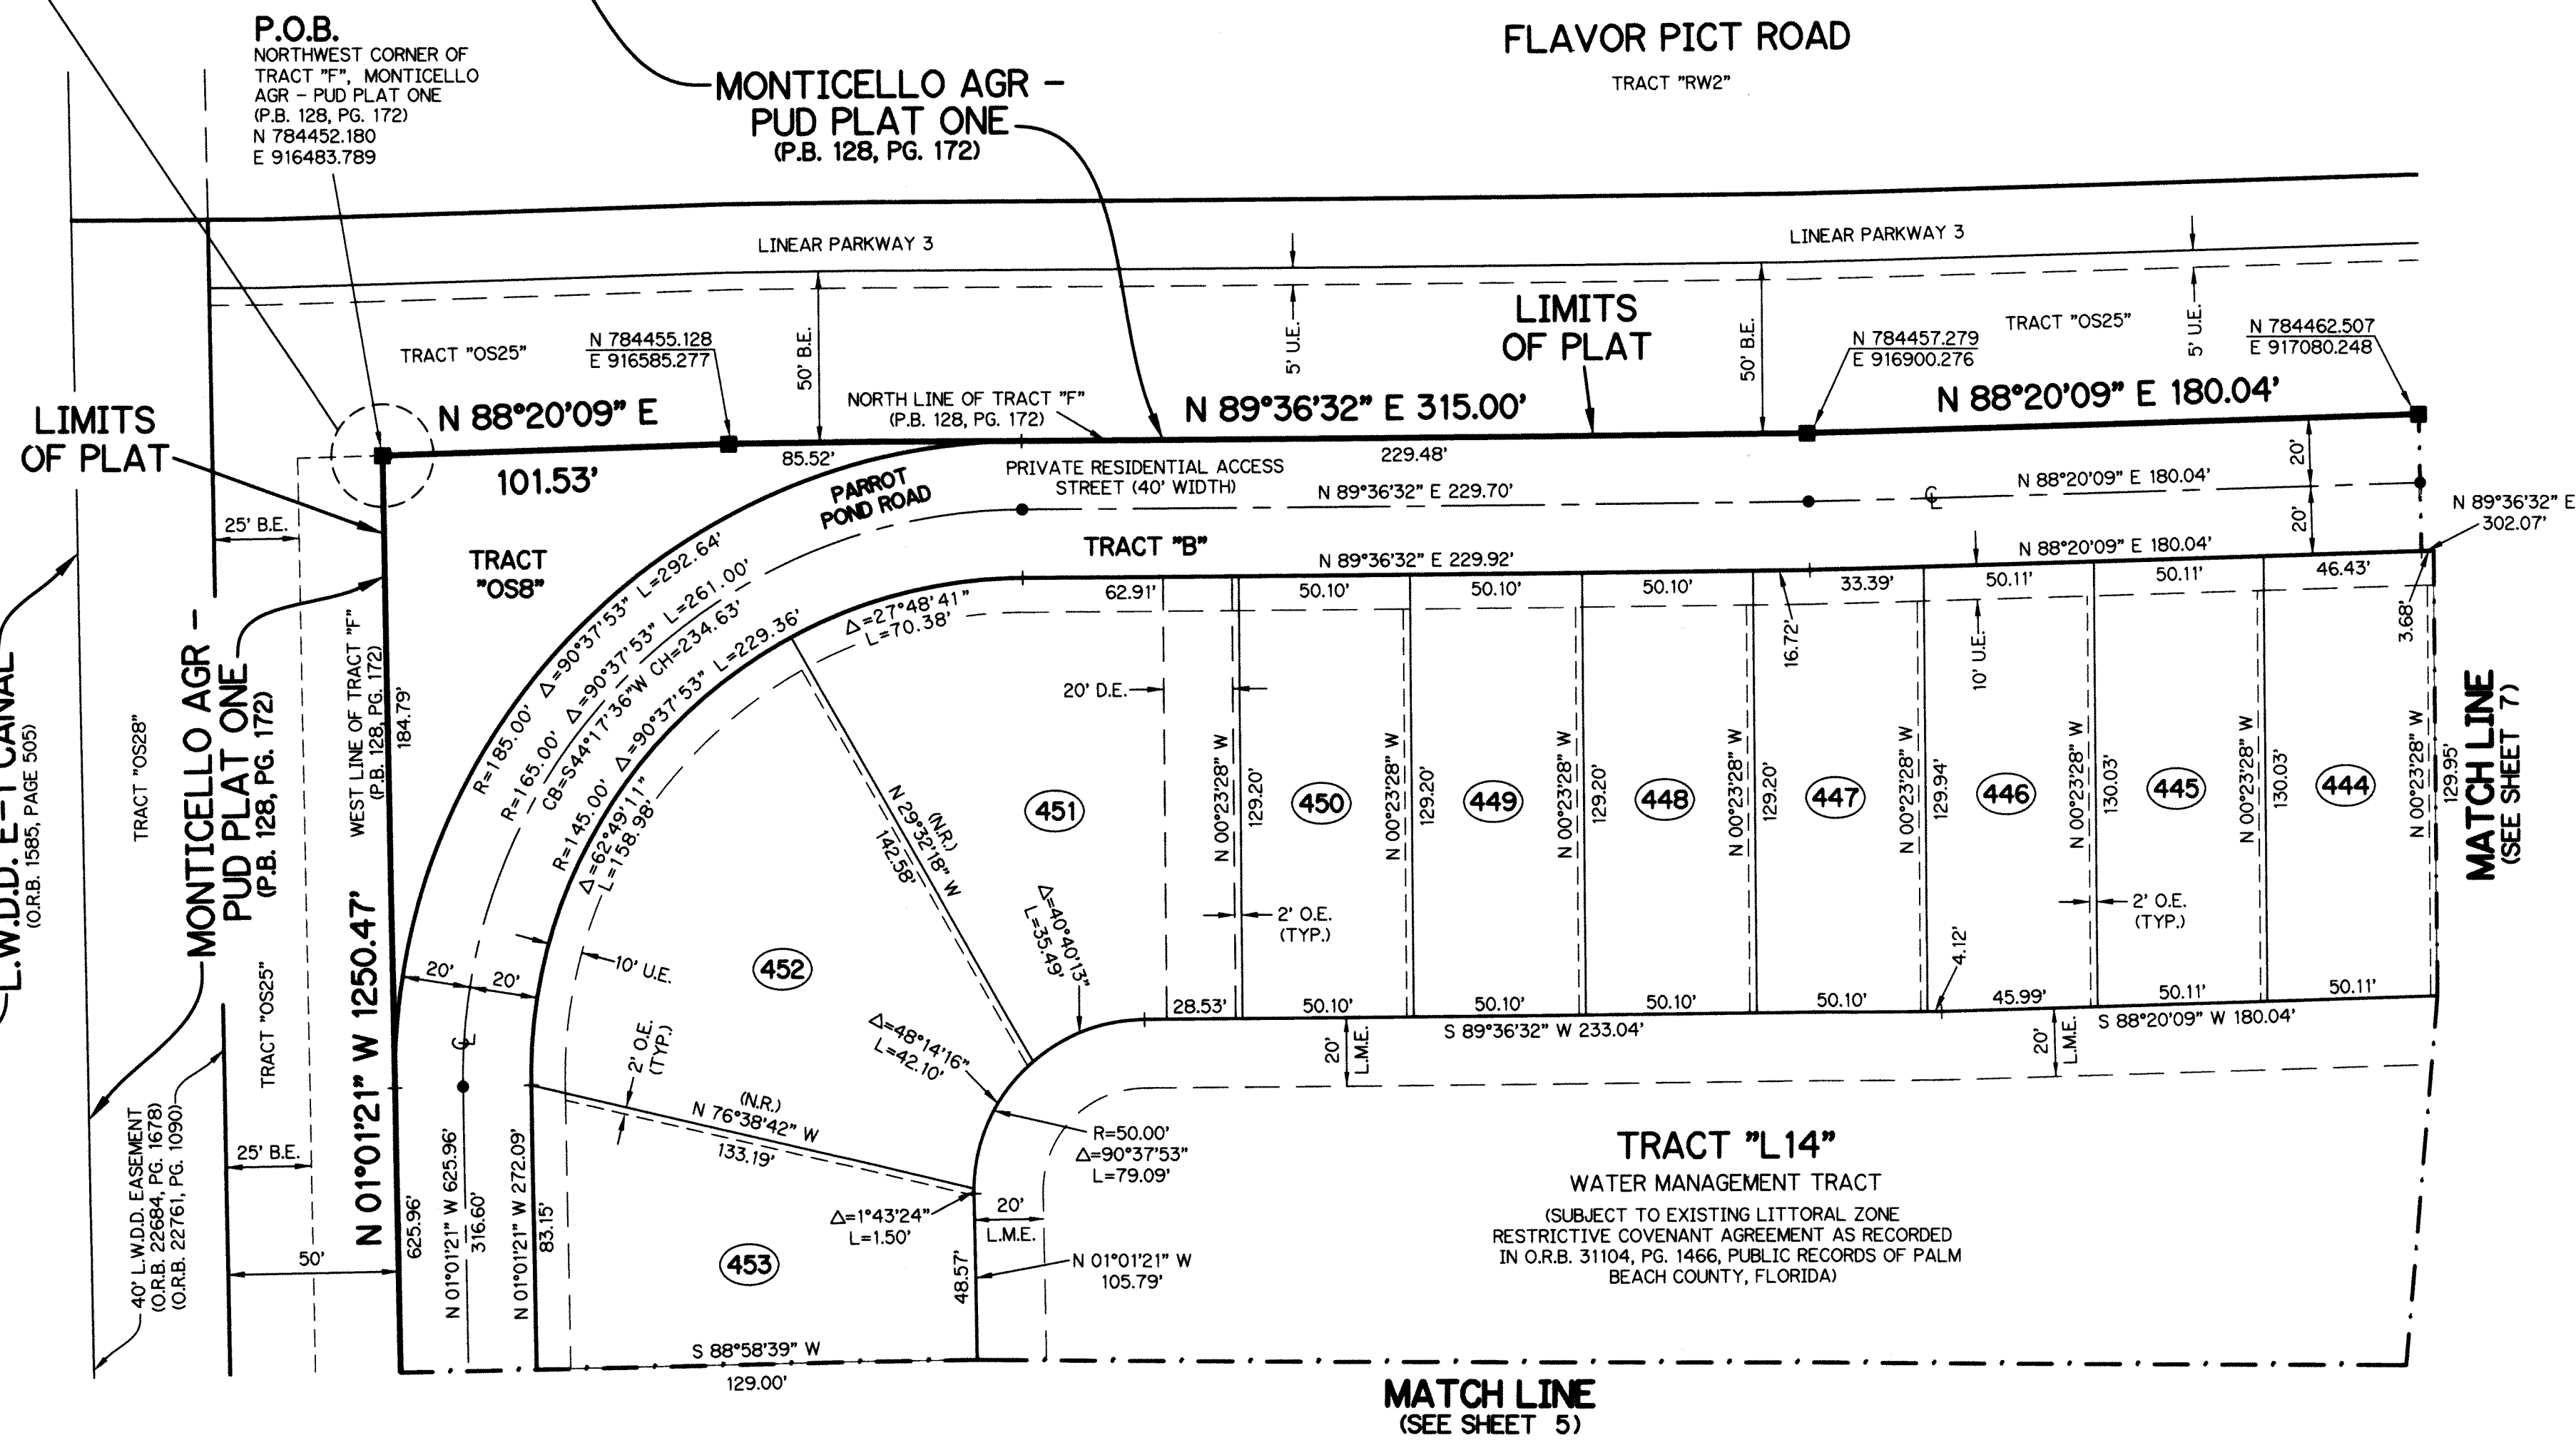 FLAVOR PICT ROAD
TRACT "RW2"
P.O.B.
NORTHWEST CORNER OF
TRACT "F", MONTICELLO
AGR - PUD PLAT ONE
(P.B. 128, PG. 172)
N 784452.180
E 916483.789
MONTICELLO AGR -
PUD PLAT ONE
(P.B. 128, PG. 172)
LINEAR PARKWAY 3
LINEAR PARKWAY 3
TRACT "OS25"
N 784455.128
E 916585.277
50' B.E.
5' U.E.
LIMITS
OF PLAT
50' B.E.
N 784457.279
E 916900.276
TRACT "OS25"
5' U.E.
N 784462.507
E 917080.248
LIMITS
OF PLAT
N 88°20'09" E
101.53'
NORTH LINE OF TRACT "F"
(P.B. 128, PG. 172)
N 89°36'32" E 315.00'
N 88°20'09" E 180.04'
85.52'
229.48'
PARROT
POND ROAD
PRIVATE RESIDENTIAL ACCESS
STREET (40' WIDTH)
N 89°36'32" E 229.70'
N 88°20'09" E 180.04'
20'
20'
N 89°36'32" E
302.07'
25' B.E.
TRACT
"OS8"
TRACT "B"
N 89°36'32" E 229.92'
N 88°20'09" E 180.04'
62.91'
50.10'
50.10'
50.10'
16.72'
33.39'
50.11'
50.11'
46.43'
3.68'
10' U.E.
R=185.00' Δ=90°37'53" L=292.64'
R=165.00' Δ=90°37'53" L=261.00'
CB=S44°17'36"W CH=234.63'
R=145.00' Δ=90°37'53" L=229.36'
Δ=27°48'41"
L=70.38'
Δ=62°49'11"
L=158.98'
20' D.E.
L.W.D.D. E-1 CANAL
(O.R.B. 1585, PAGE 505)
TRACT "OS28"
MONTICELLO AGR -
PUD PLAT ONE
(P.B. 128, PG. 172)
WEST LINE OF TRACT "F"
(P.B. 128, PG. 172)
184.79'
(N.R.)
N 29°32'18" W
142.58'
451
N 00°23'28" W
129.20'
450
N 00°23'28" W
129.20'
449
N 00°23'28" W
129.20'
448
N 00°23'28" W
129.20'
447
N 00°23'28" W
129.94'
446
N 00°23'28" W
130.03'
445
N 00°23'28" W
130.03'
444
N 00°23'28" W
129.95'
MATCH LINE
(SEE SHEET 7)
2' O.E.
(TYP.)
2' O.E.
(TYP.)
Δ=40°40'13"
L=35.49'
452
10' U.E.
20'
20'
2' O.E.
(TYP.)
28.53'
50.10'
50.10'
50.10'
50.10'
4.12'
45.99'
50.11'
50.11'
S 89°36'32" W 233.04'
S 88°20'09" W 180.04'
20'
L.M.E.
20'
L.M.E.
Δ=48°14'16"
L=42.10'
TRACT "OS25"
N 01°01'21" W 1250.47'
40' L.W.D.D. EASEMENT
(O.R.B. 22684, PG. 1678)
(O.R.B. 22761, PG. 1090)
25' B.E.
50'
625.96'
N 01°01'21" W 625.96'
316.60'
N 01°01'21" W 272.09'
83.15'
(N.R.)
N 76°38'42" W
133.19'
R=50.00'
Δ=90°37'53"
L=79.09'
Δ=1°43'24"
L=1.50'
20'
L.M.E.
453
48.57'
N 01°01'21" W
105.79'
TRACT "L14"
WATER MANAGEMENT TRACT
(SUBJECT TO EXISTING LITTORAL ZONE
RESTRICTIVE COVENANT AGREEMENT AS RECORDED
IN O.R.B. 31104, PG. 1466, PUBLIC RECORDS OF PALM
BEACH COUNTY, FLORIDA)
S 88°58'39" W
129.00'
MATCH LINE
(SEE SHEET 5)